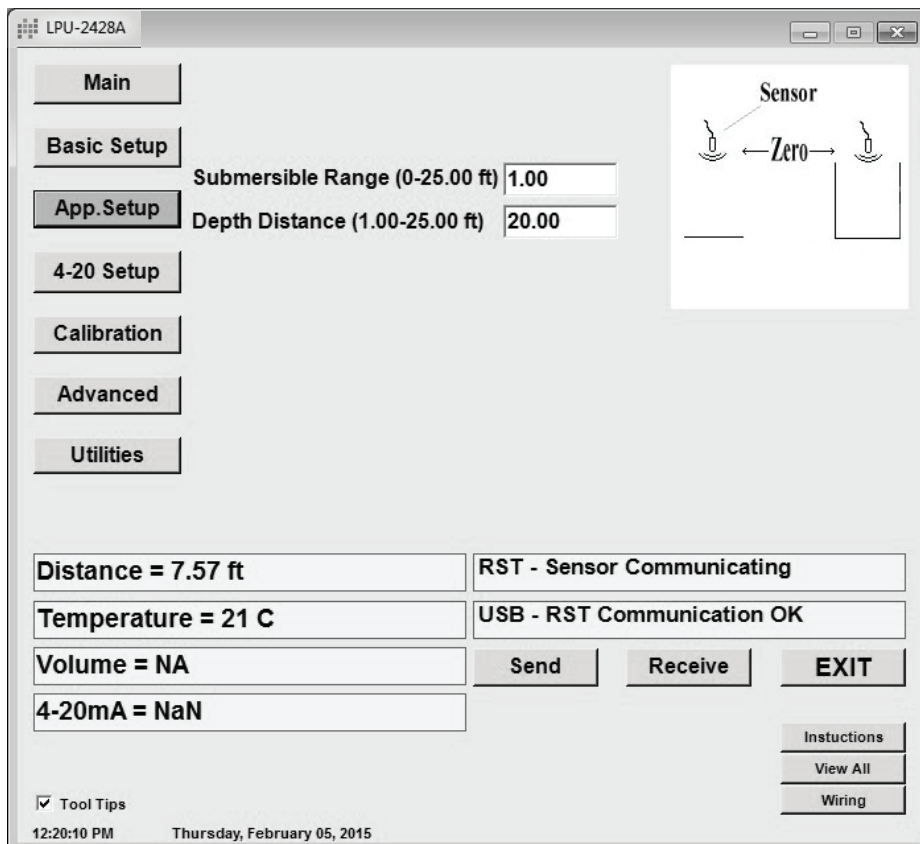 LPU-2428A
Main
Sensor
Zero
Basic Setup
Submersible Range (0-25.00 ft) 1.00
App.Setup
Depth Distance (1.00-25.00 ft) 20.00
4-20 Setup
Calibration
Advanced
Utilities
Distance = 7.57 ft
RST - Sensor Communicating
Temperature = 21 C
USB - RST Communication OK
Volume = NA
Send Receive EXIT
4-20mA = NaN
Instuctions
View All
Wiring
Tool Tips
12:20:10 PM Thursday, February 05, 2015